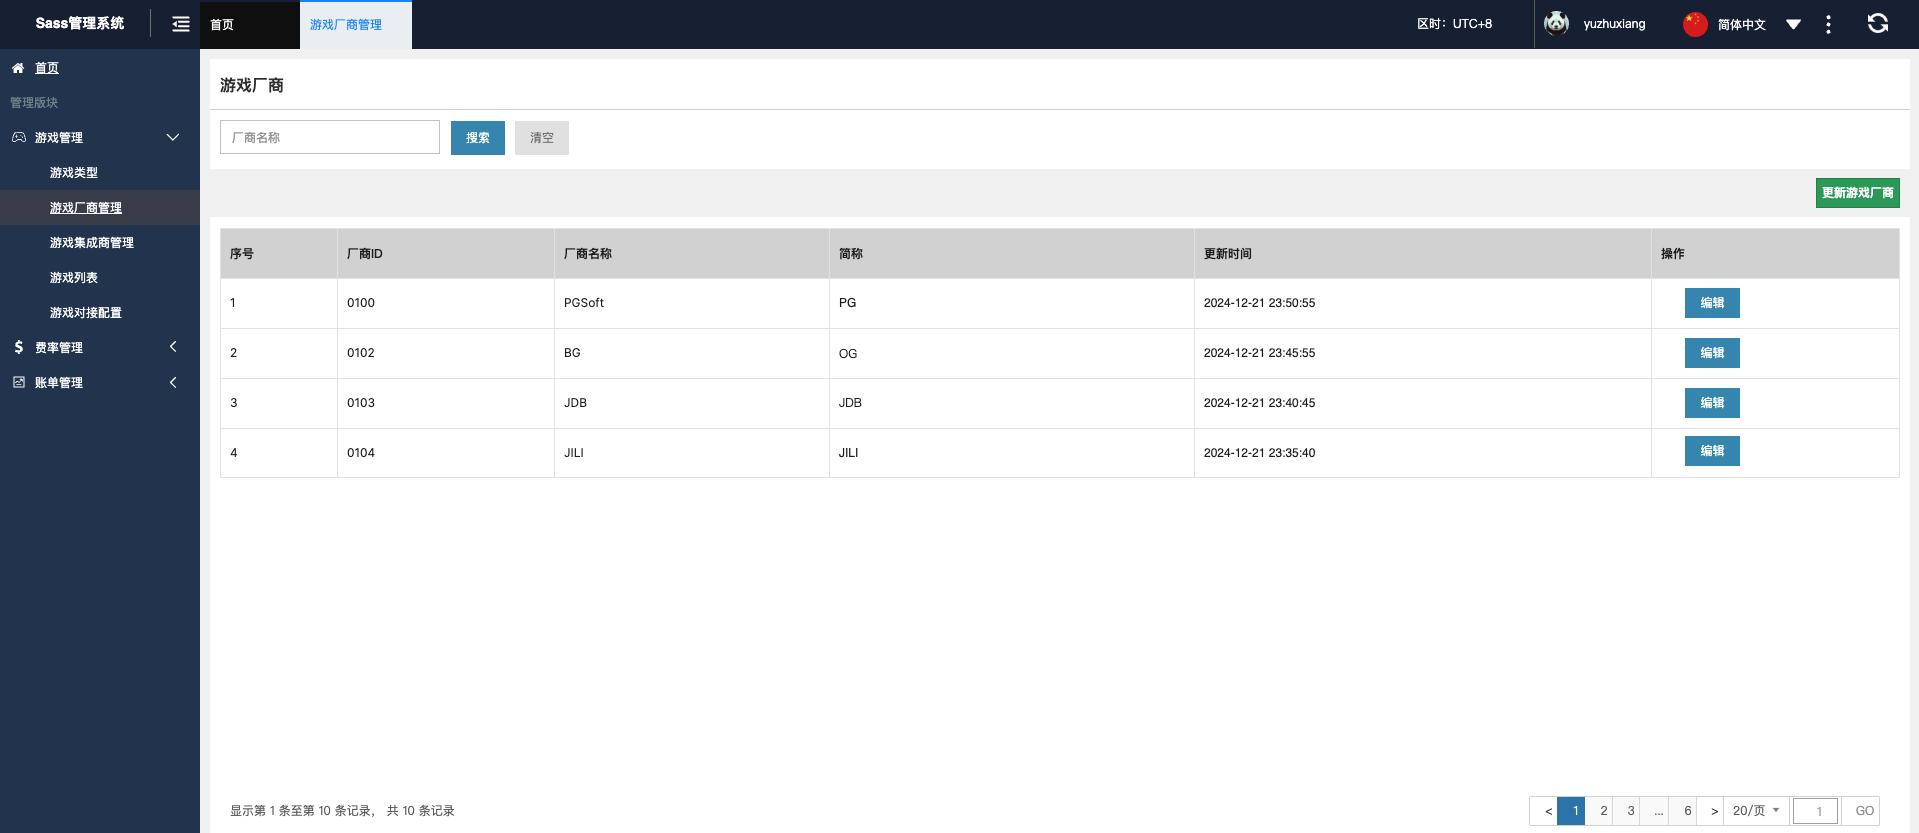 Sass管理系统
首页
游戏厂商管理
区时：UTC+8
yuzhuxiang
简体中文
首页
管理版块
游戏管理
游戏类型
游戏厂商管理
游戏集成商管理
游戏列表
游戏对接配置
费率管理
账单管理
游戏厂商
厂商名称
搜索
清空
更新游戏厂商
序号 厂商ID 厂商名称 简称 更新时间 操作
1 0100 PGSoft PG 2024-12-21 23:50:55 编辑
2 0102 BG OG 2024-12-21 23:45:55 编辑
3 0103 JDB JDB 2024-12-21 23:40:45 编辑
4 0104 JILI JILI 2024-12-21 23:35:40 编辑
显示第 1 条至第 10 条记录， 共 10 条记录
< 1 2 3 ... 6 > 20/页 1 GO